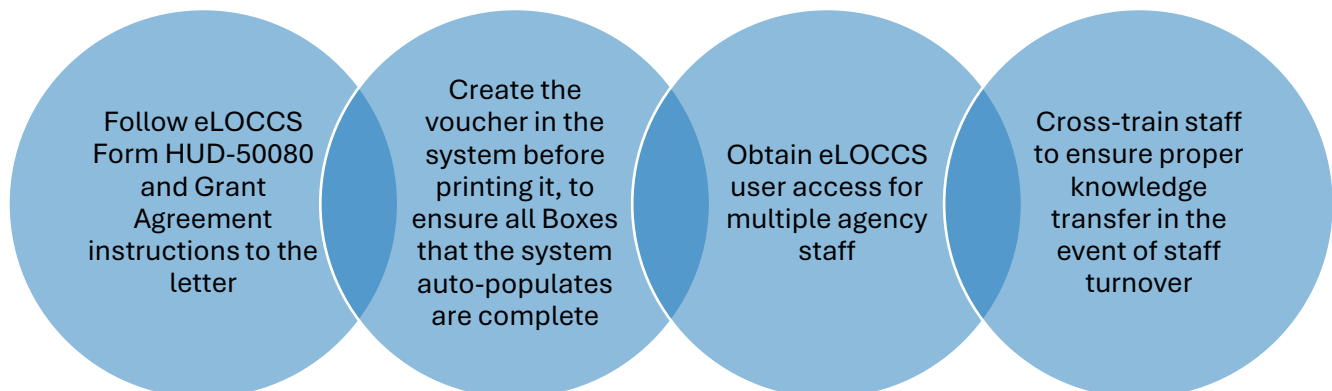 Follow eLOCCS
Form HUD-50080
and Grant
Agreement
instructions to the
letter
Create the
voucher in the
system before
printing it, to
ensure all Boxes
that the system
auto-populates
are complete
Obtain eLOCCS
user access for
multiple agency
staff
Cross-train staff
to ensure proper
knowledge
transfer in the
event of staff
turnover